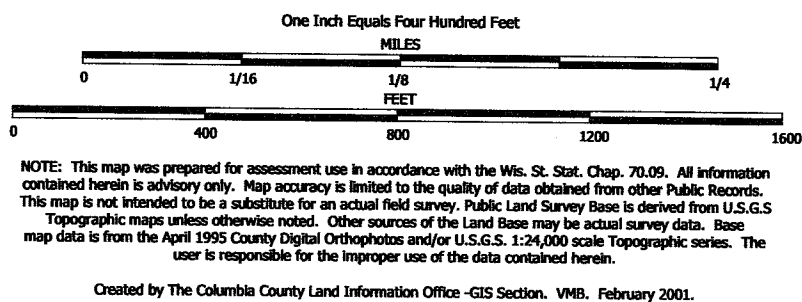 One Inch Equals Four Hundred Feet
MILES
0 1/16 1/8 1/4
FEET
0 400 800 1200 1600
NOTE: This map was prepared for assessment use in accordance with the Wis. St. Stat. Chap. 70.09. All information
contained herein is advisory only. Map accuracy is limited to the quality of data obtained from other Public Records.
This map is not intended to be a substitute for an actual field survey. Public Land Survey Base is derived from U.S.G.S
Topographic maps unless otherwise noted. Other sources of the Land Base may be actual survey data. Base
map data is from the April 1995 County Digital Orthophotos and/or U.S.G.S. 1:24,000 scale Topographic series. The
user is responsible for the improper use of the data contained herein.
Created by The Columbia County Land Information Office -GIS Section. VMB. February 2001.